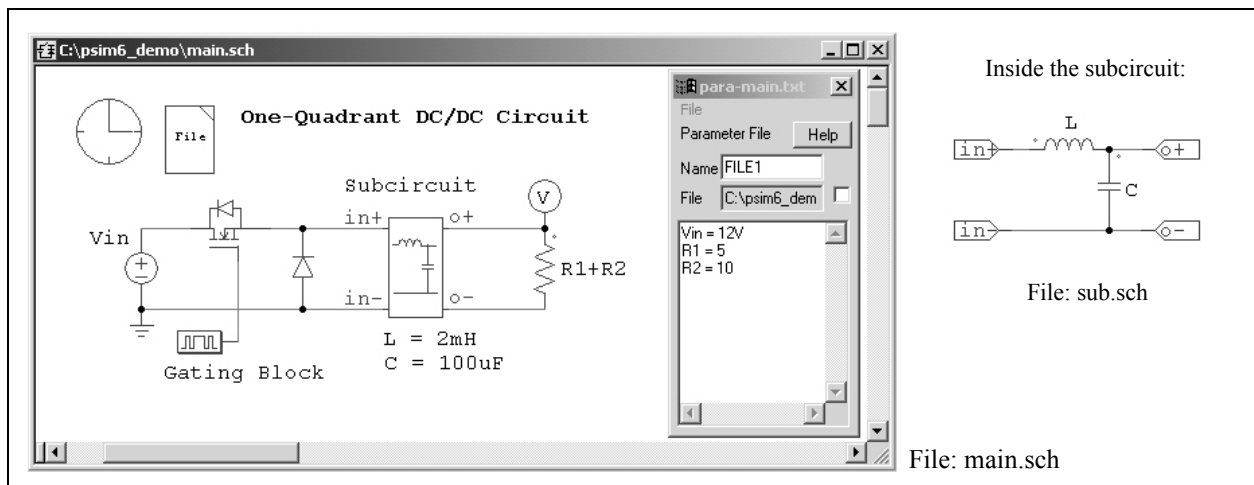 C:\psim6_demo\main.sch
File
One-Quadrant DC/DC Circuit
Vin
Subcircuit
in+
o+
V
R1+R2
in-
o-
L = 2mH
C = 100uF
Gating Block
para-main.txt
File
Parameter File
Help
Name
FILE1
File
C:\psim6_dem
Vin = 12V
R1 = 5
R2 = 10
Inside the subcircuit:
L
in+
o+
C
in-
o-
File: sub.sch
File: main.sch